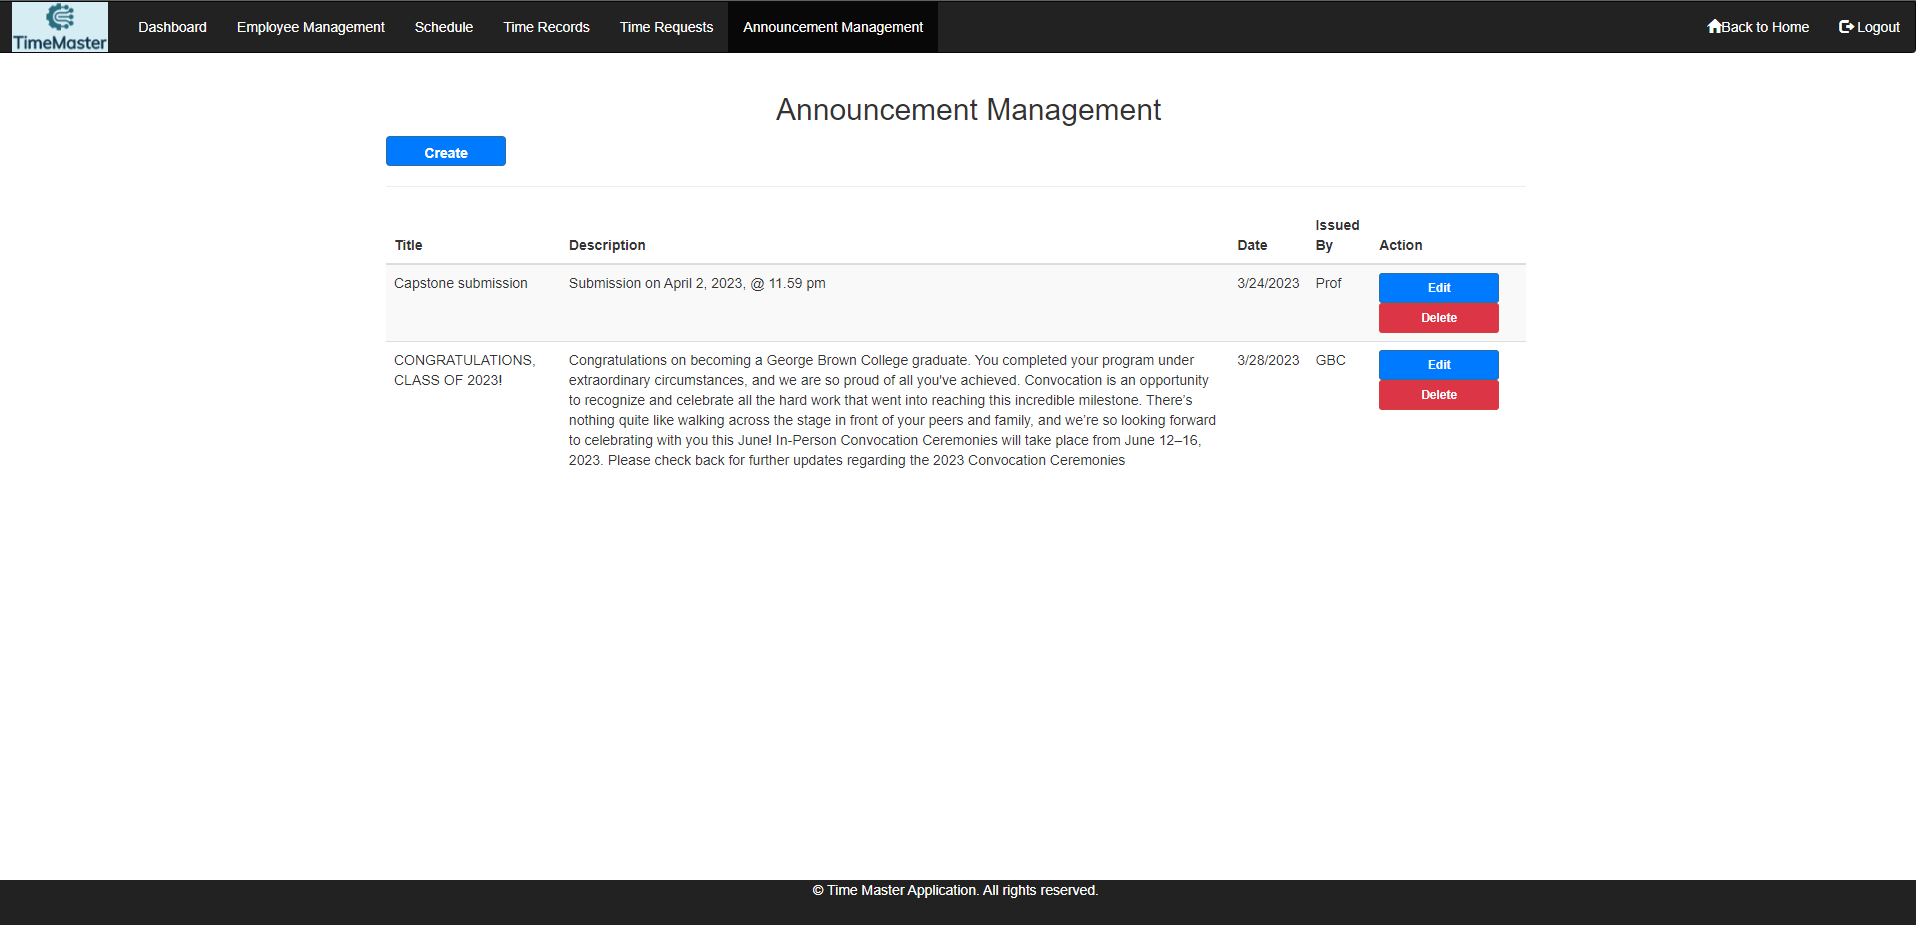 TimeMaster
Dashboard Employee Management Schedule Time Records Time Requests Announcement Management Back to Home Logout
Announcement Management
Create
Title Description Date Issued By Action
Capstone submission Submission on April 2, 2023, @ 11.59 pm 3/24/2023 Prof Edit
Delete
CONGRATULATIONS, CLASS OF 2023!
Congratulations on becoming a George Brown College graduate. You completed your program under
extraordinary circumstances, and we are so proud of all you've achieved. Convocation is an opportunity
to recognize and celebrate all the hard work that went into reaching this incredible milestone. There’s
nothing quite like walking across the stage in front of your peers and family, and we’re so looking forward
to celebrating with you this June! In-Person Convocation Ceremonies will take place from June 12–16,
2023. Please check back for further updates regarding the 2023 Convocation Ceremonies
3/28/2023 GBC Edit
Delete
© Time Master Application. All rights reserved.